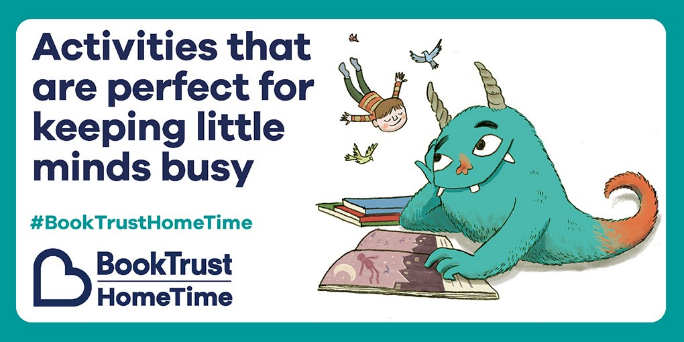 Activities that
are perfect for
keeping little
minds busy
#BookTrustHomeTime
BookTrust
HomeTime